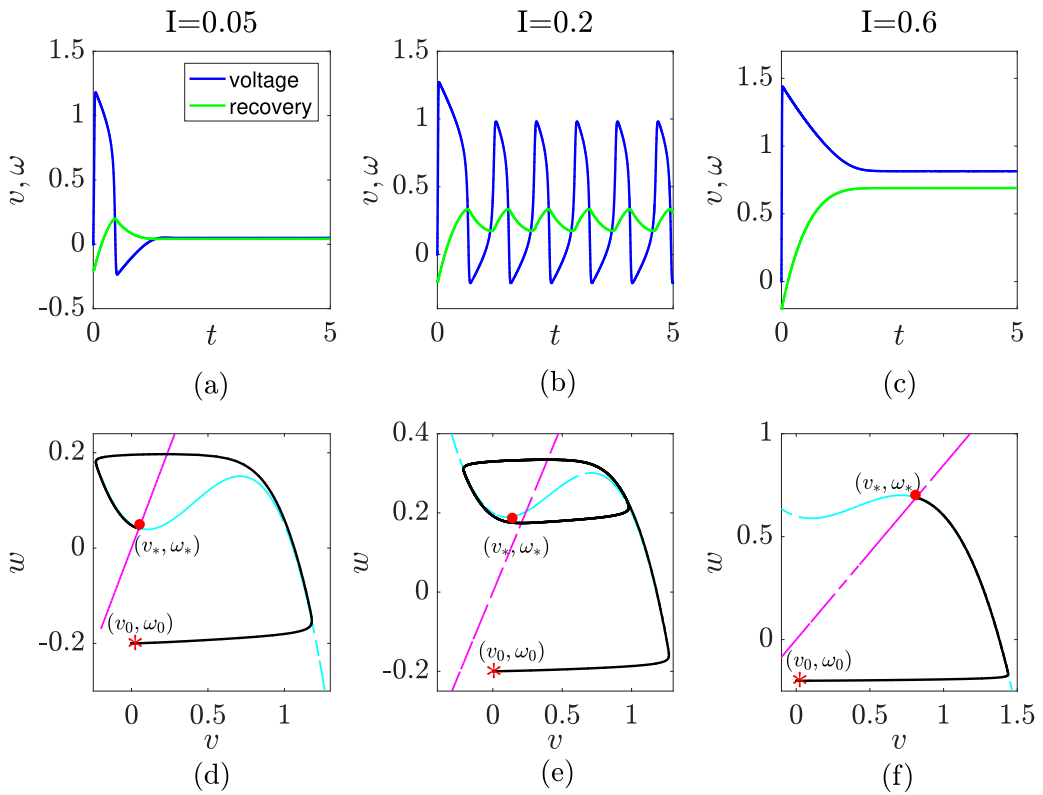 I=0.05
1.5
1
0.5
0
-0.5
v, ω
voltage
recovery
0
t
5
(a)
I=0.2
1.5
1
0.5
0
v, ω
0
t
5
(b)
I=0.6
1.5
1
0.5
0
v, ω
0
t
5
(c)
0.2
0
-0.2
w
(v*, ω*)
(v₀, ω₀)
0
0.5
1
v
(d)
0.4
0.2
0
-0.2
w
(v*, ω*)
(v₀, ω₀)
0
0.5
1
v
(e)
1
0.5
0
w
(v*, ω*)
(v₀, ω₀)
0
0.5
1
1.5
v
(f)